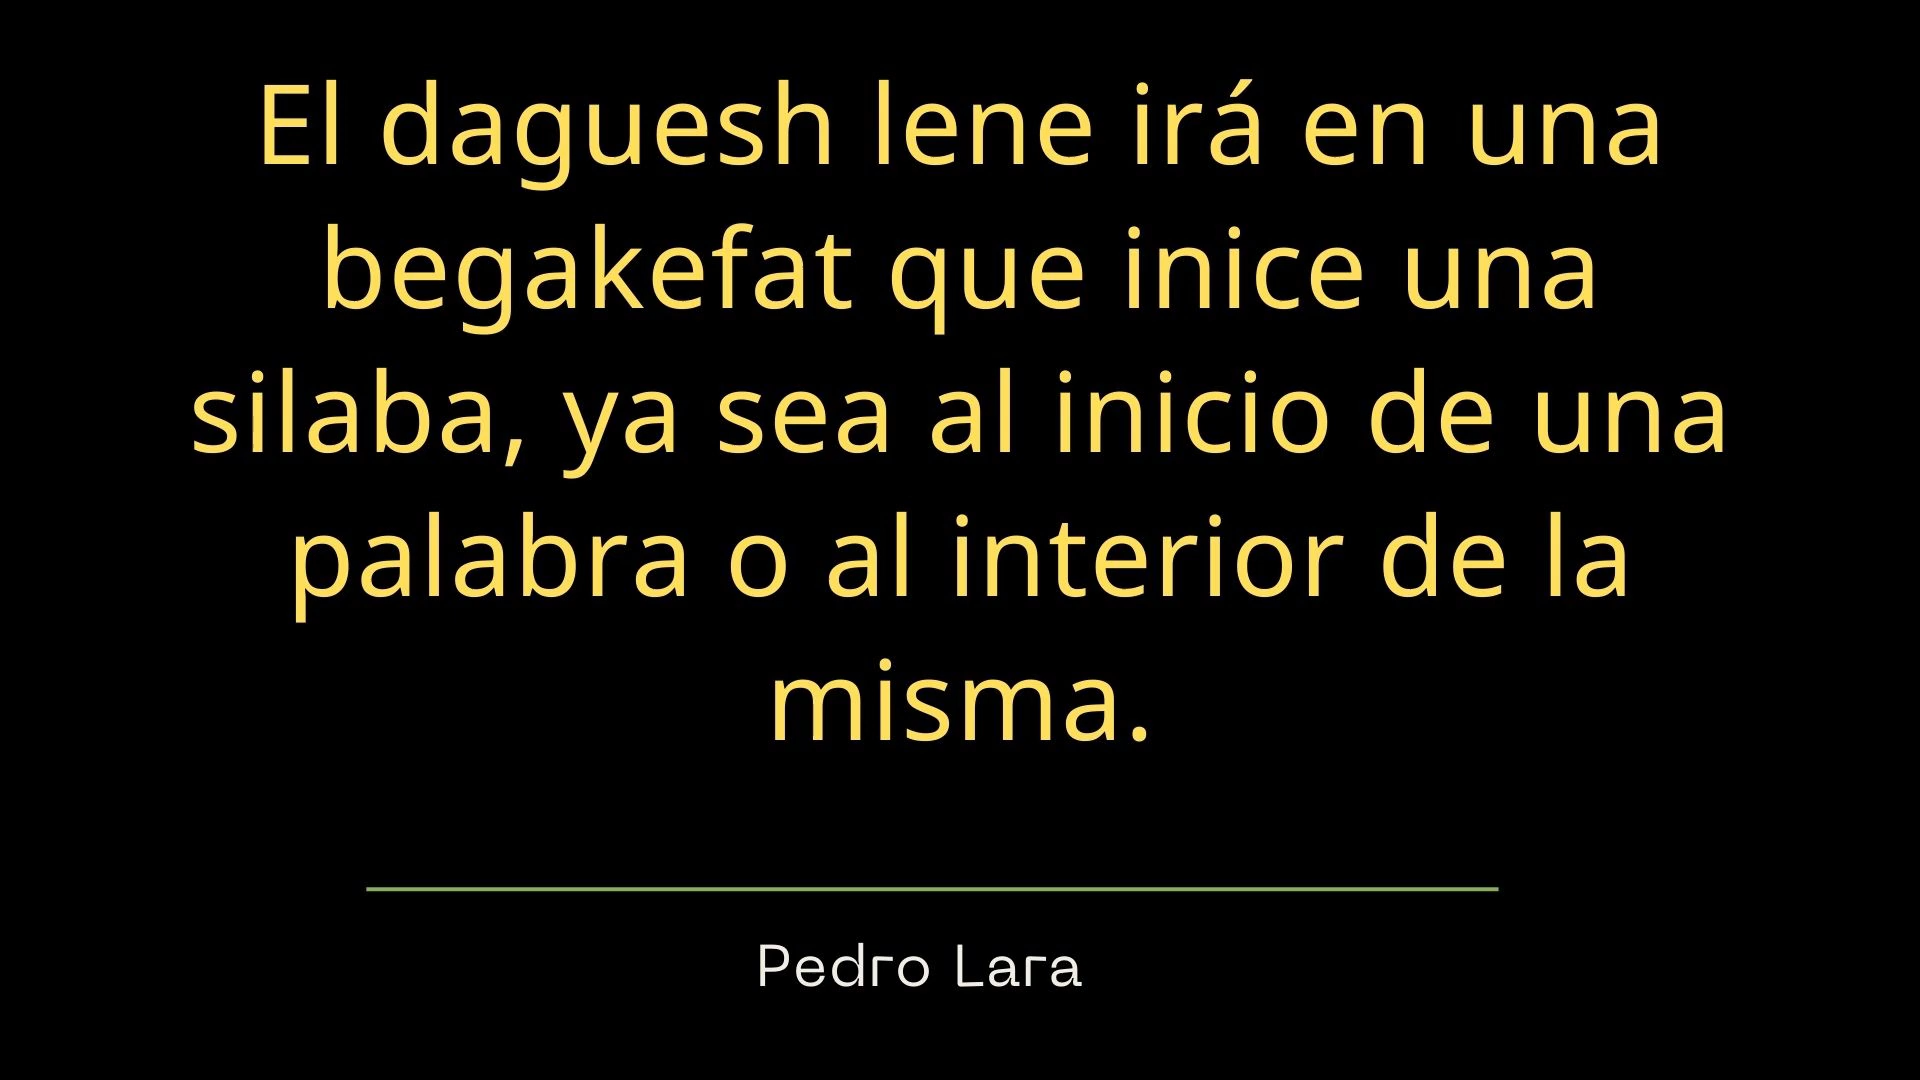 El daguesh lene irá en una
begakefat que inice una
silaba, ya sea al inicio de una
palabra o al interior de la
misma.
Pedro Lara